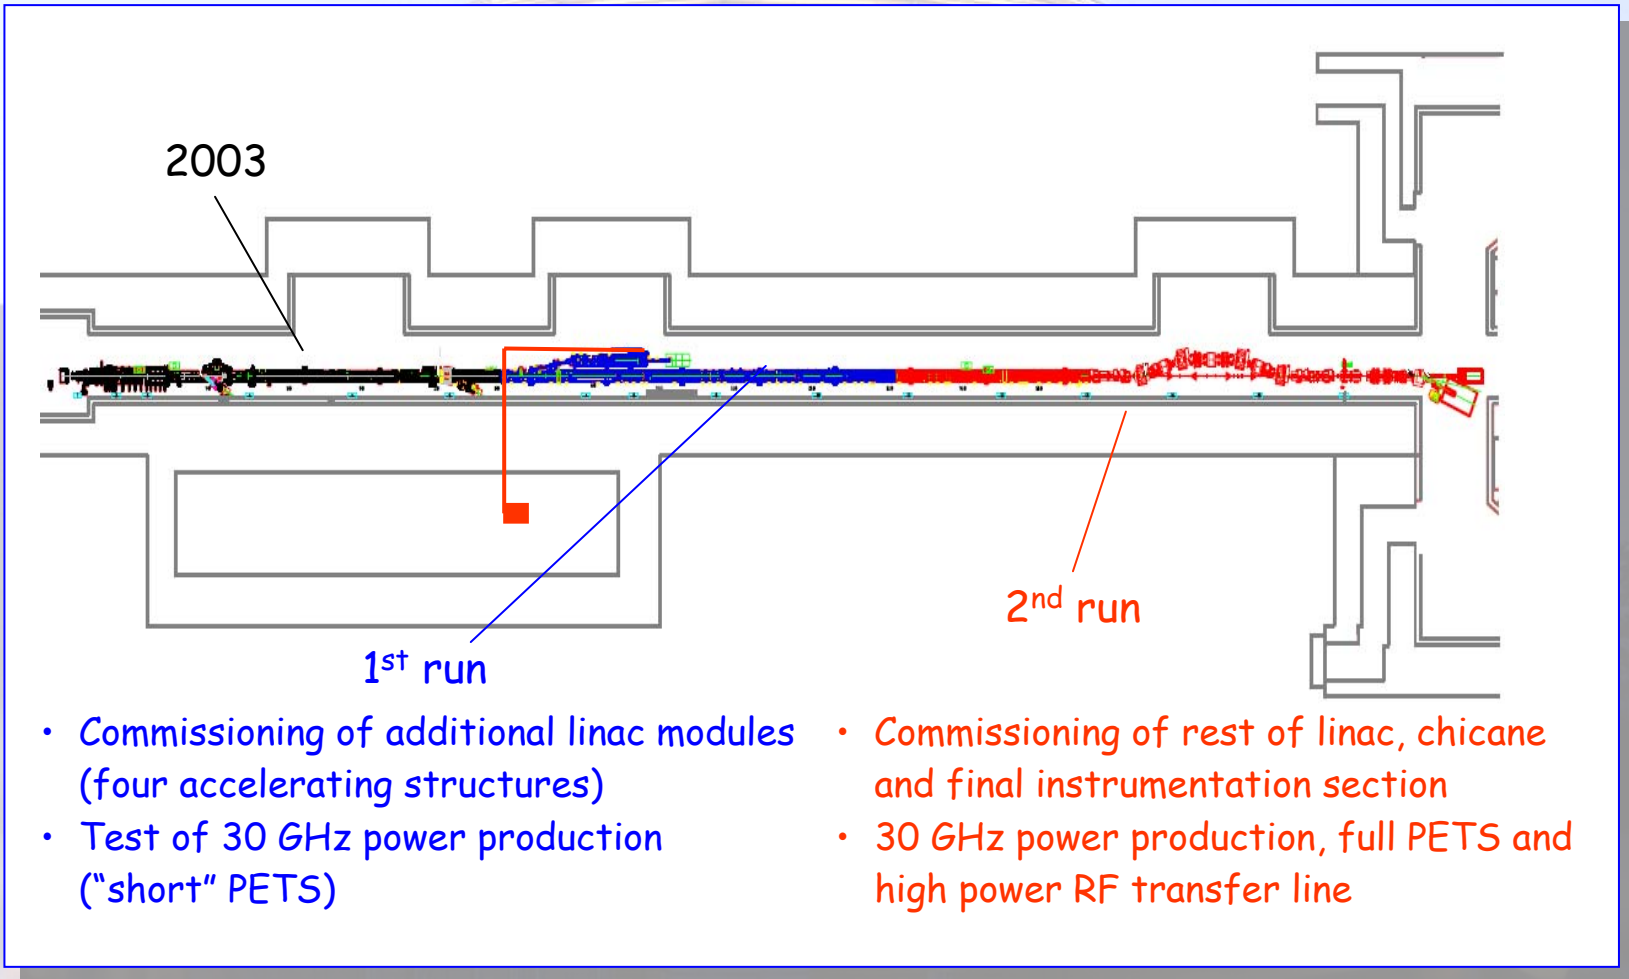 2003
2nd run
1st run
• Commissioning of additional linac modules
(four accelerating structures)
• Test of 30 GHz power production
(“short” PETS)
• Commissioning of rest of linac, chicane
and final instrumentation section
• 30 GHz power production, full PETS and
high power RF transfer line